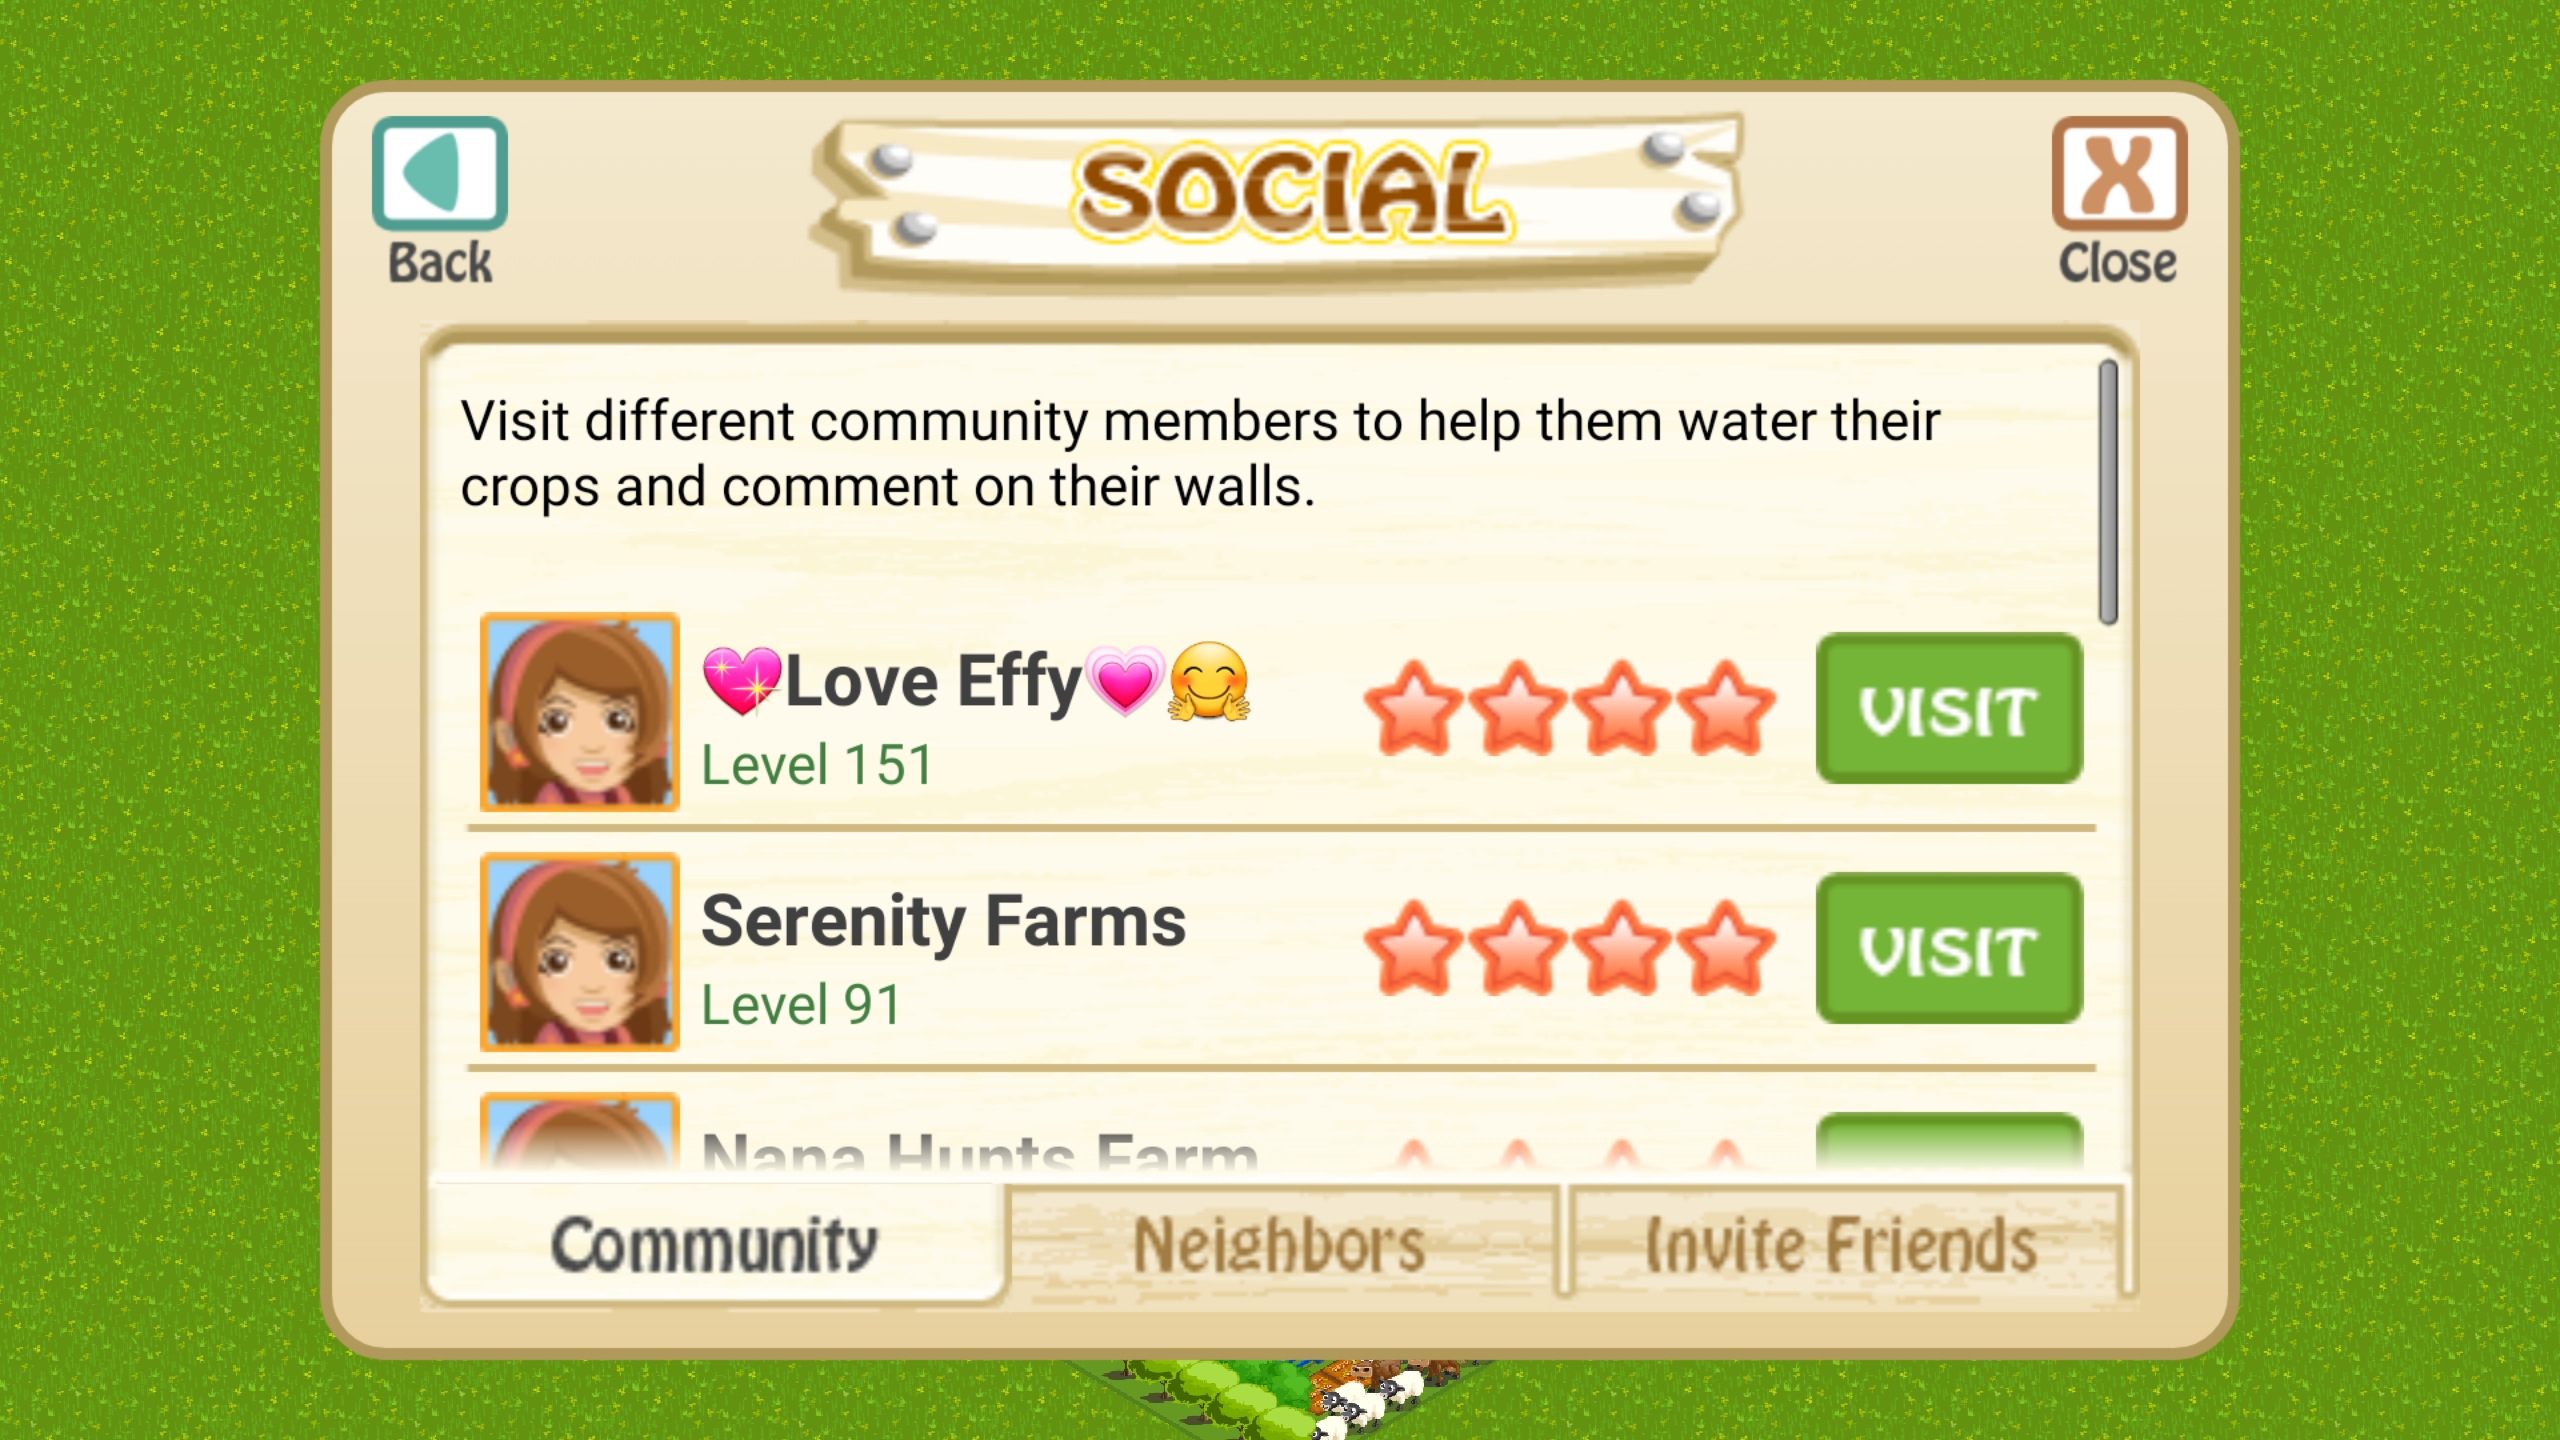 SOCIAL
Back
Close
Visit different community members to help them water their
crops and comment on their walls.
💖Love Effy💗🤗
Level 151
VISIT
Serenity Farms
Level 91
VISIT
Nana Hunts Farm
Community
Neighbors
Invite Friends